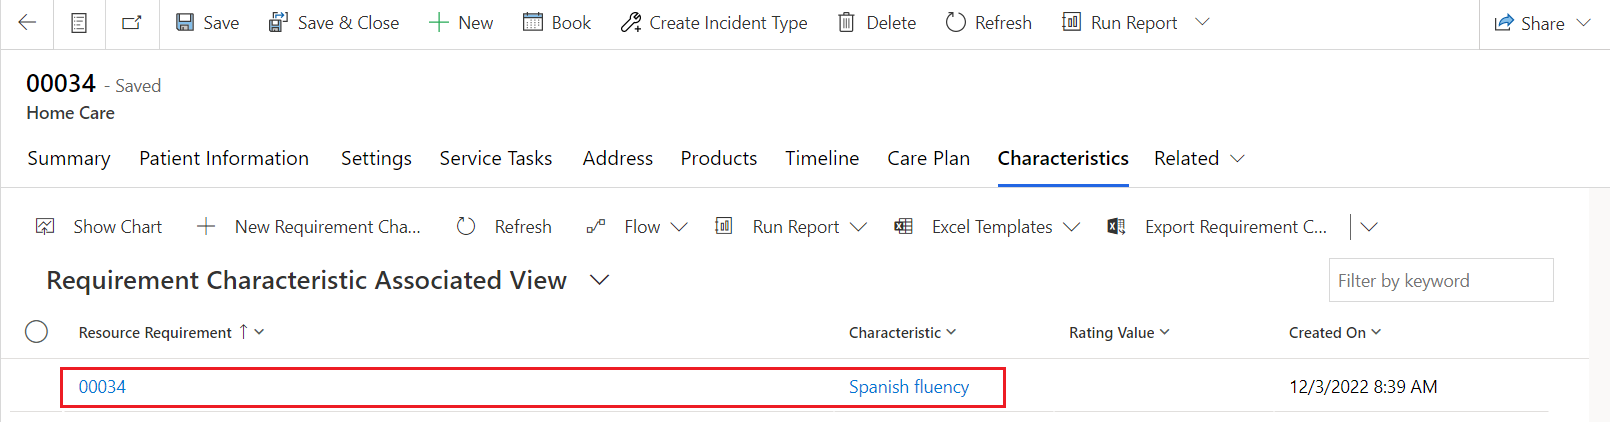 Save Save & Close New Book Create Incident Type Delete Refresh Run Report Share
00034 - Saved
Home Care
Summary Patient Information Settings Service Tasks Address Products Timeline Care Plan Characteristics Related
Show Chart New Requirement Cha... Refresh Flow Run Report Excel Templates Export Requirement C...
Requirement Characteristic Associated View Filter by keyword
Resource Requirement ↑ Characteristic Rating Value Created On
00034 Spanish fluency 12/3/2022 8:39 AM